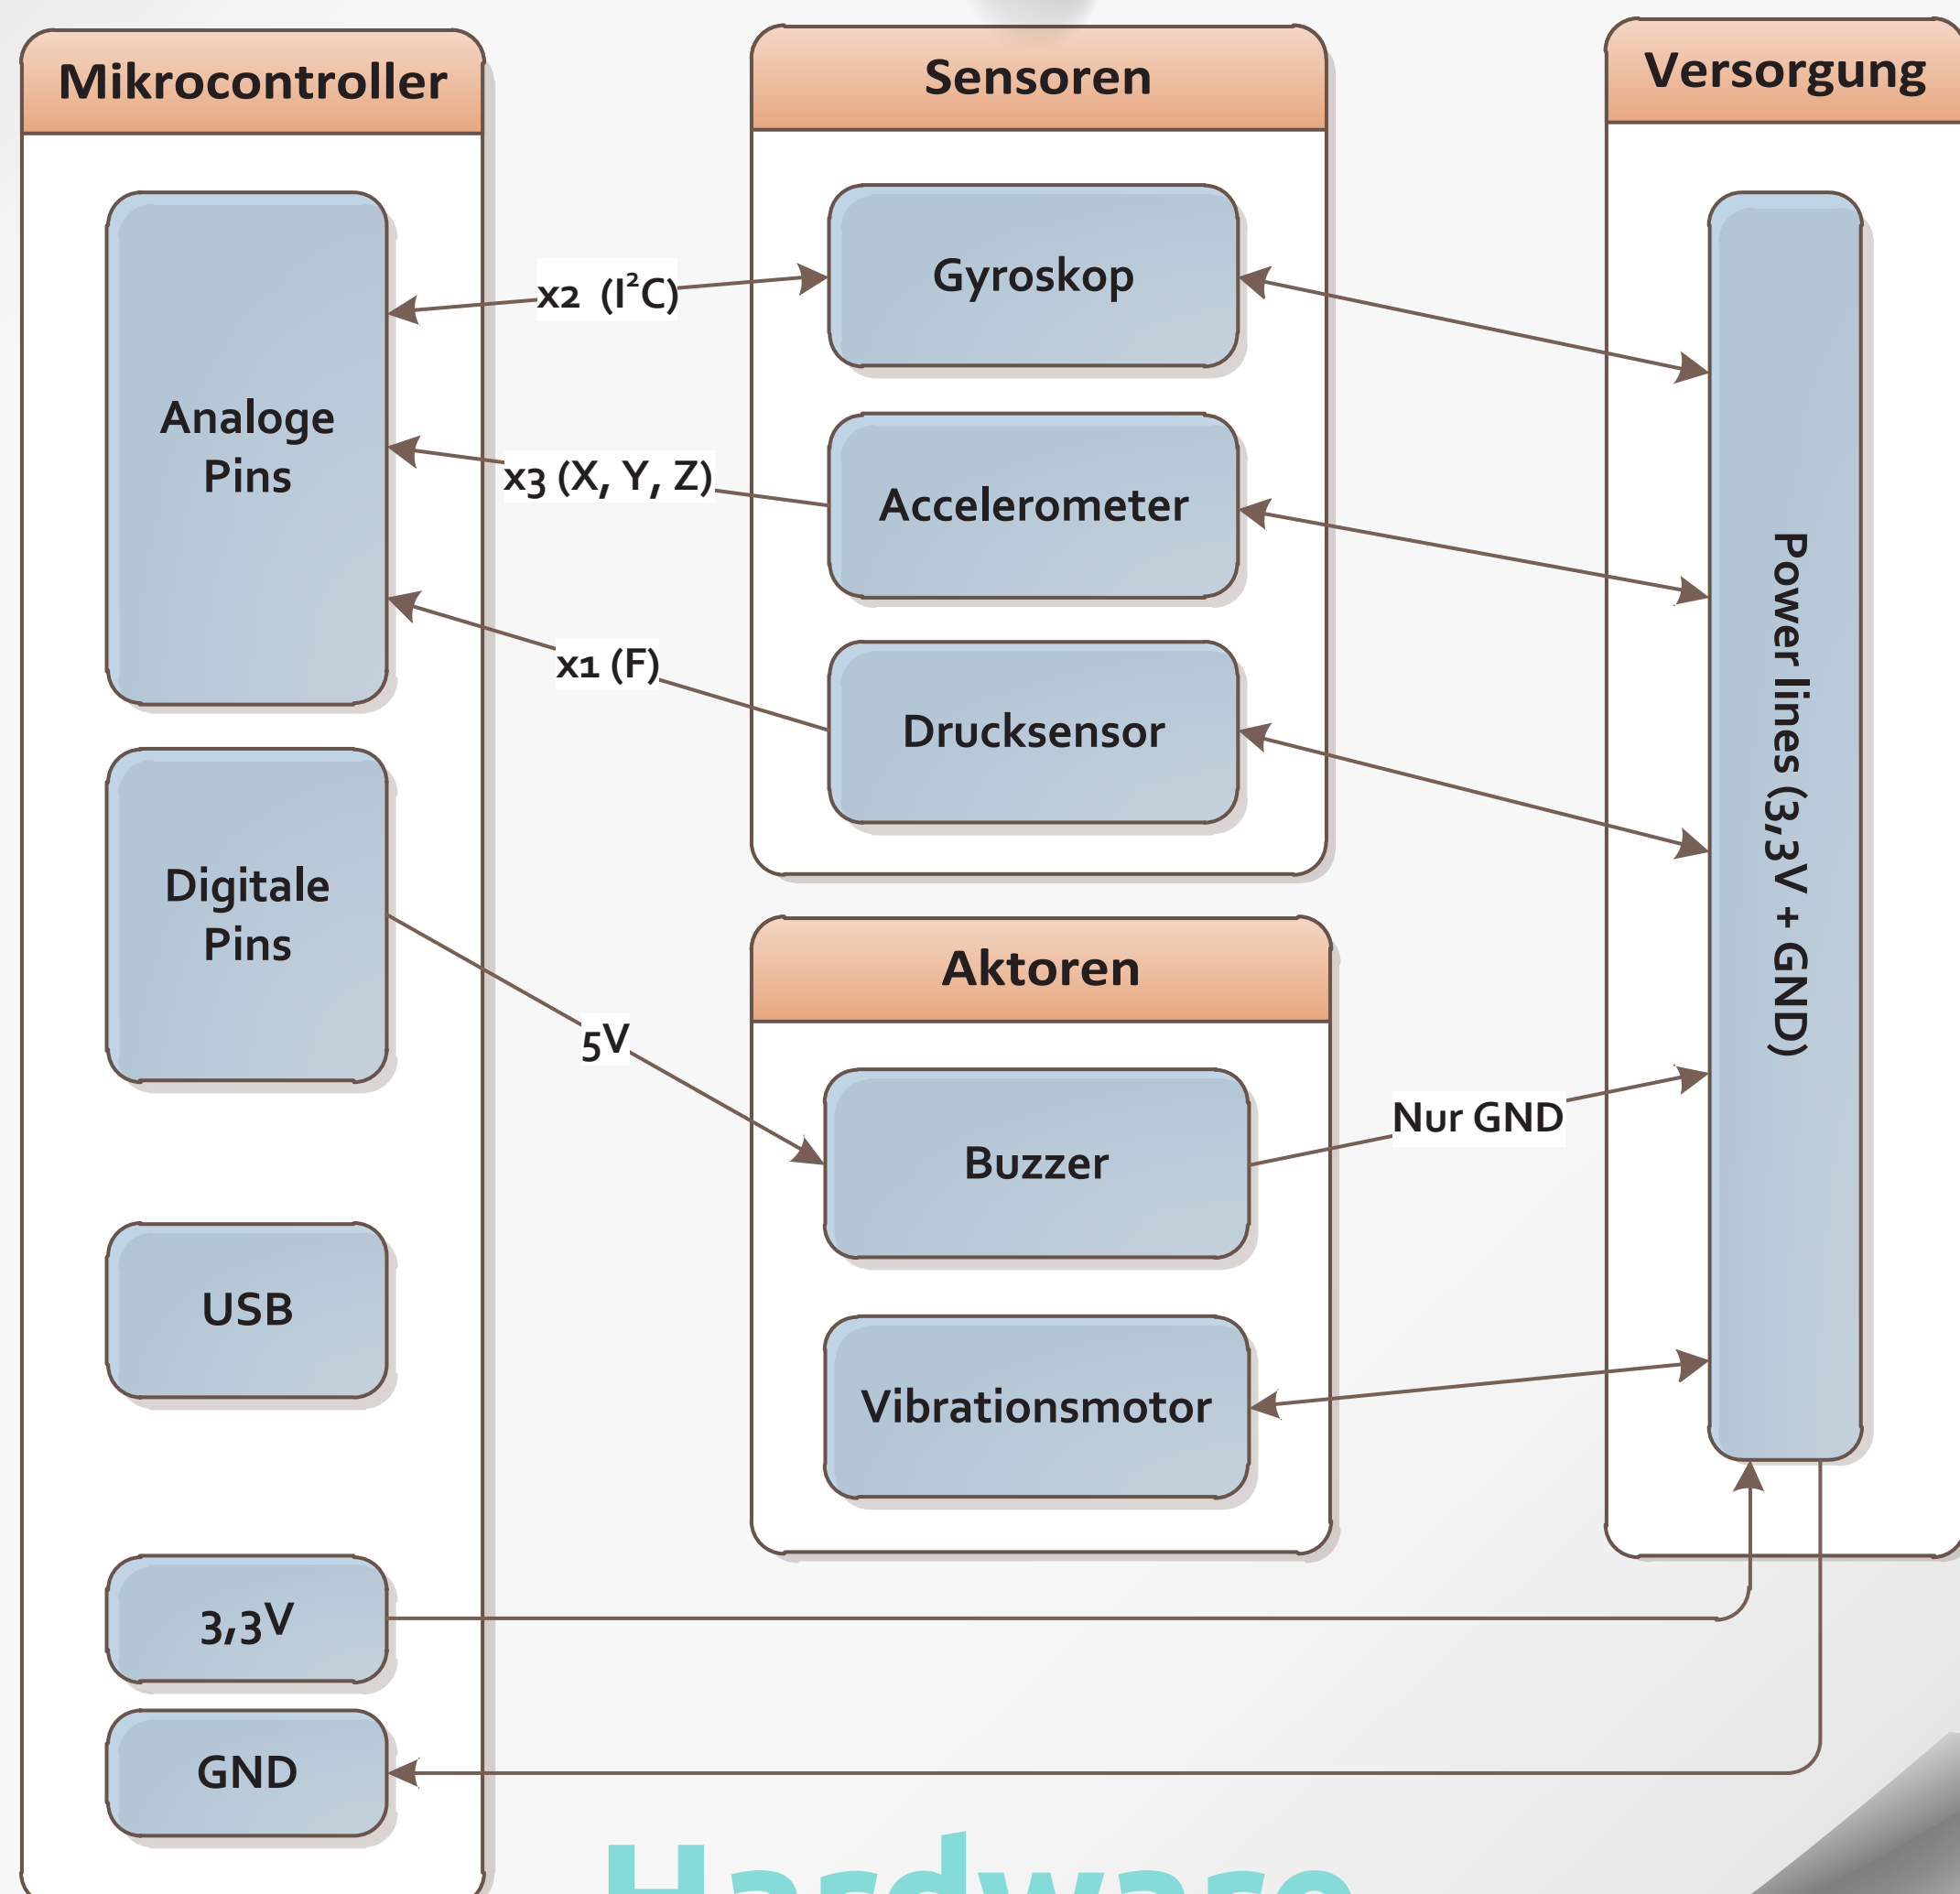 Mikrocontroller
Analoge
Pins
Digitale
Pins
USB
3,3V
GND
x2 (I²C)
x3 (X, Y, Z)
x1 (F)
5V
Sensoren
Gyroskop
Accelerometer
Drucksensor
Aktoren
Buzzer
Vibrationsmotor
Nur GND
Versorgung
Power lines (3,3V + GND)
Hardware